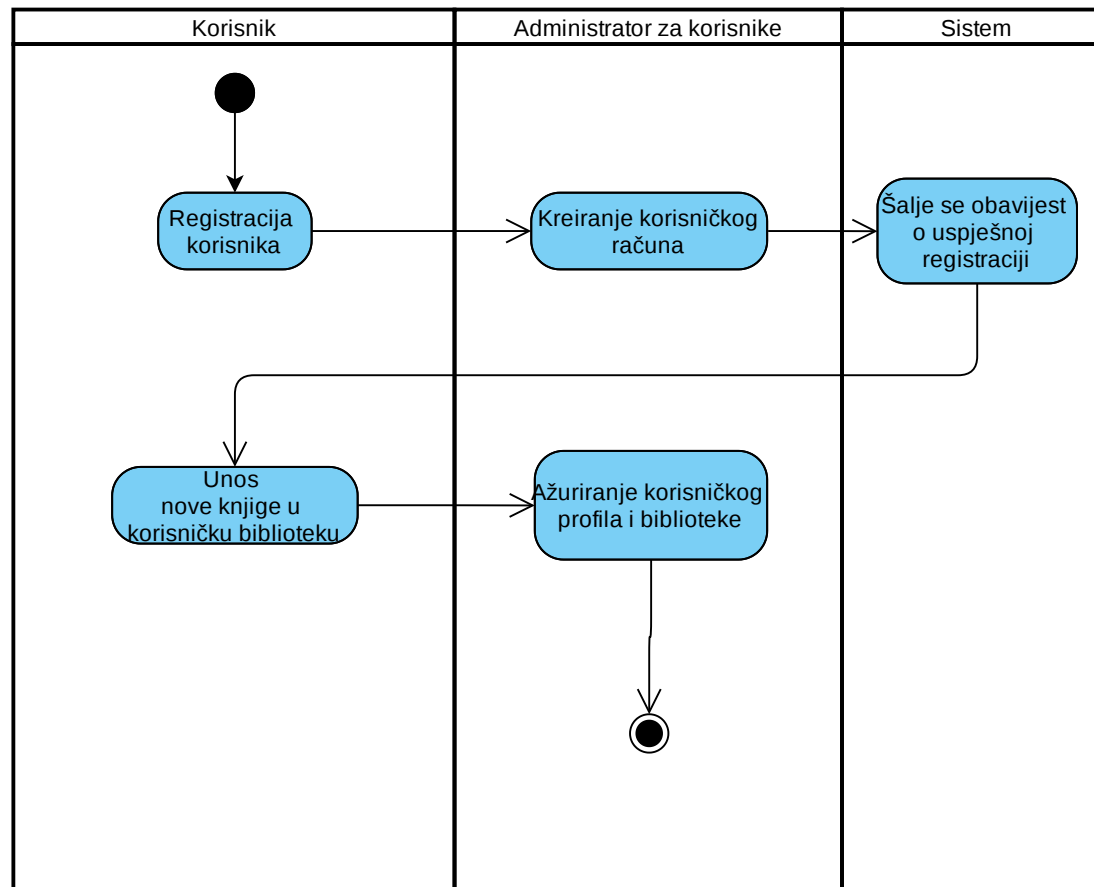 Korisnik
Administrator za korisnike
Sistem
Registracija
korisnika
Kreiranje korisničkog
računa
Šalje se obavijest
o uspješnoj
registraciji
Unos
nove knjige u
korisničku biblioteku
Ažuriranje korisničkog
profila i biblioteke